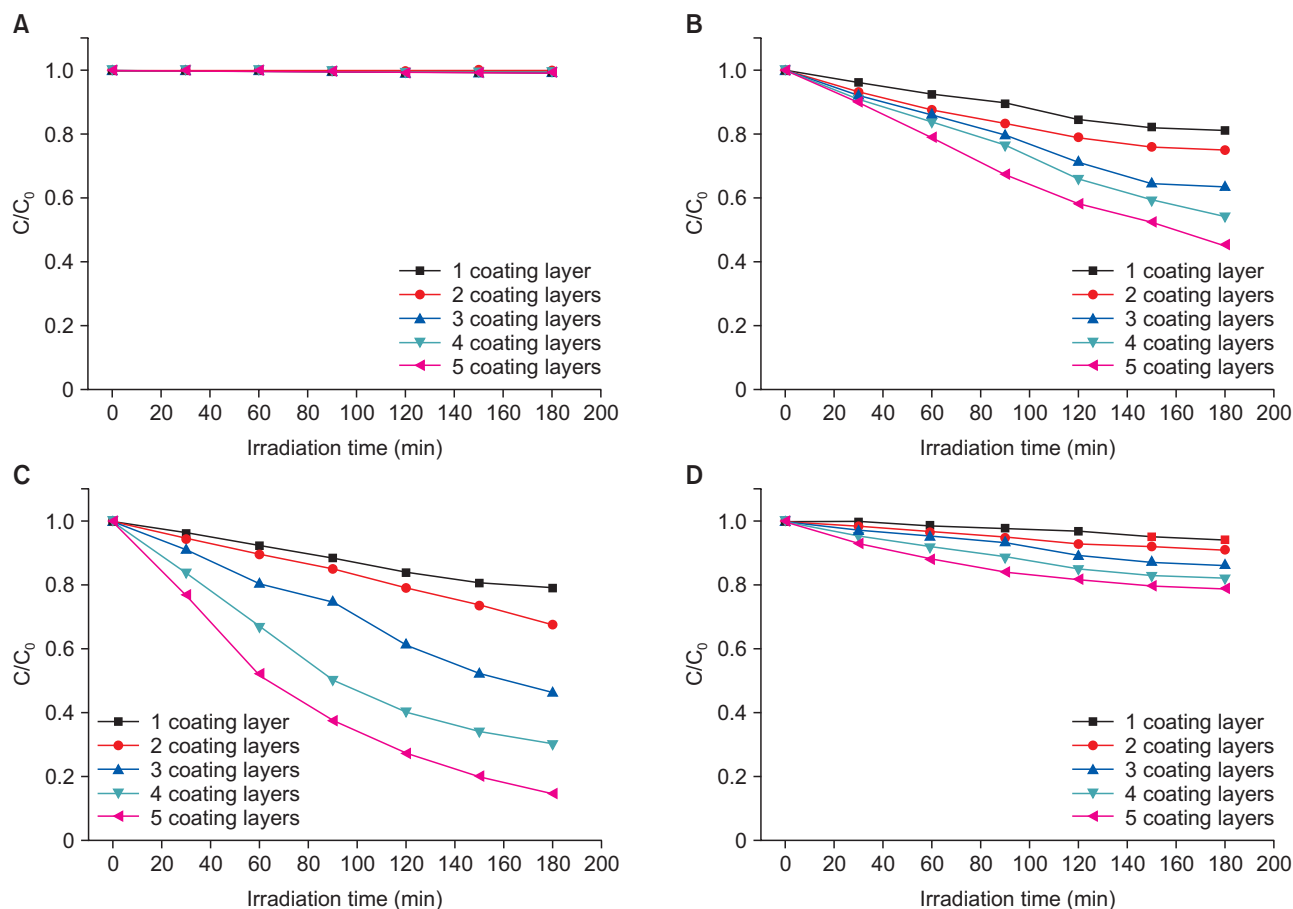 A
1.0
0.8
0.6
0.4
0.2
0
C/C0
1 coating layer
2 coating layers
3 coating layers
4 coating layers
5 coating layers
0 20 40 60 80 100 120 140 160 180 200
Irradiation time (min)
B
1.0
0.8
0.6
0.4
0.2
0
C/C0
1 coating layer
2 coating layers
3 coating layers
4 coating layers
5 coating layers
0 20 40 60 80 100 120 140 160 180 200
Irradiation time (min)
C
1.0
0.8
0.6
0.4
0.2
0
C/C0
1 coating layer
2 coating layers
3 coating layers
4 coating layers
5 coating layers
0 20 40 60 80 100 120 140 160 180 200
Irradiation time (min)
D
1.0
0.8
0.6
0.4
0.2
0
C/C0
1 coating layer
2 coating layers
3 coating layers
4 coating layers
5 coating layers
0 20 40 60 80 100 120 140 160 180 200
Irradiation time (min)